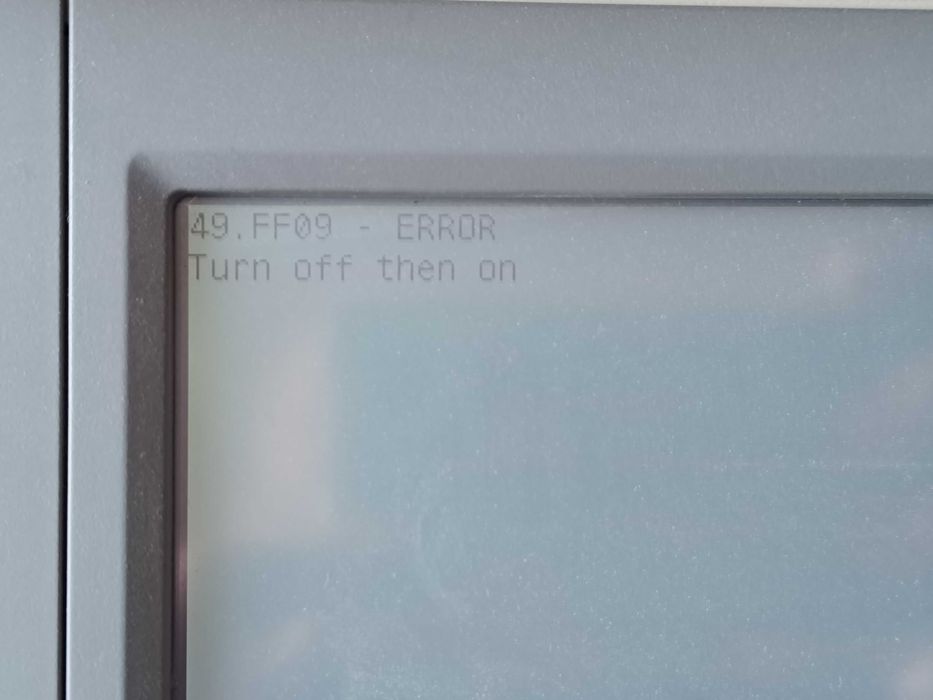 49.FF09 - ERROR
Turn off then on